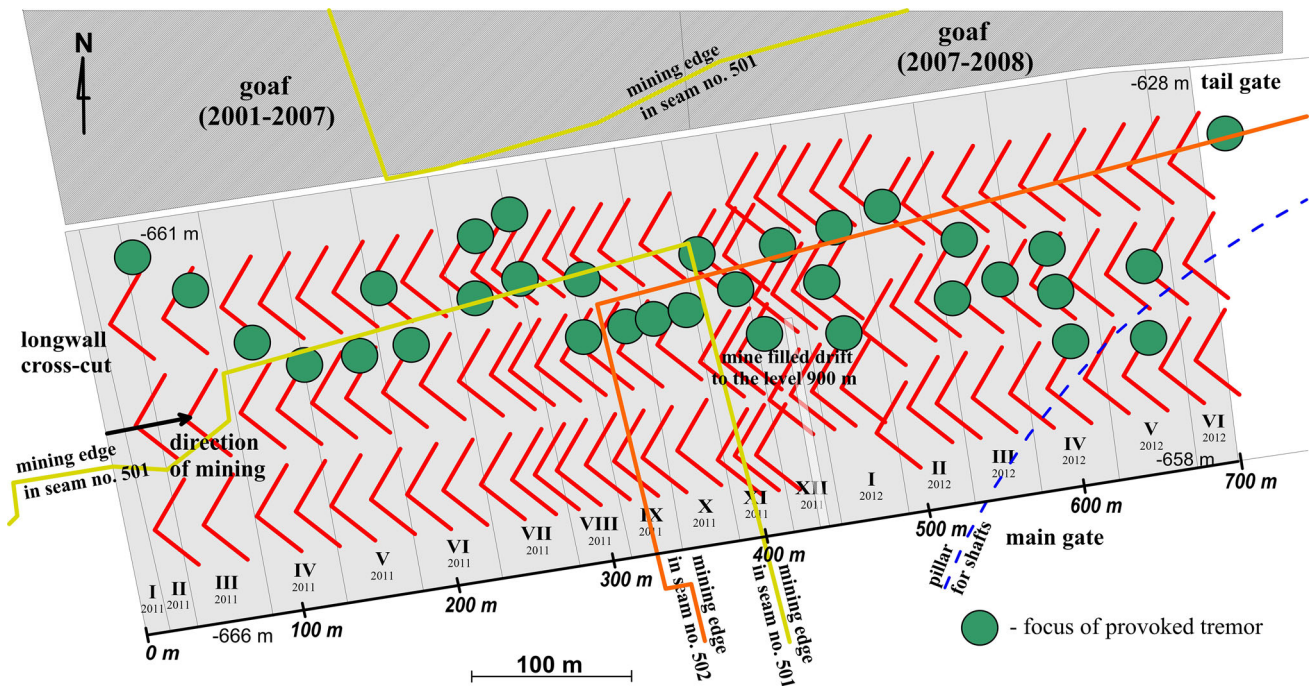 N
goaf
(2001-2007)
mining edge
in seam no. 501
goaf
(2007-2008)
-628 m
tail gate
-661 m
longwall
cross-cut
mine filled drift
to the level 900 m
direction
of mining
mining edge
in seam no. 501
I
2011
II
2011
III
2011
IV
2011
V
2011
VI
2011
VII
2011
VIII
2011
IX
2011
X
2011
XI
2011
XII
2011
I
2012
II
2012
III
2012
IV
2012
V
2012
VI
2012
-658 m
-666 m
0 m
100 m
200 m
300 m
400 m
500 m
600 m
700 m
mining edge
in seam no. 502
mining edge
in seam no. 501
pillar
for shafts
main gate
100 m
- focus of provoked tremor